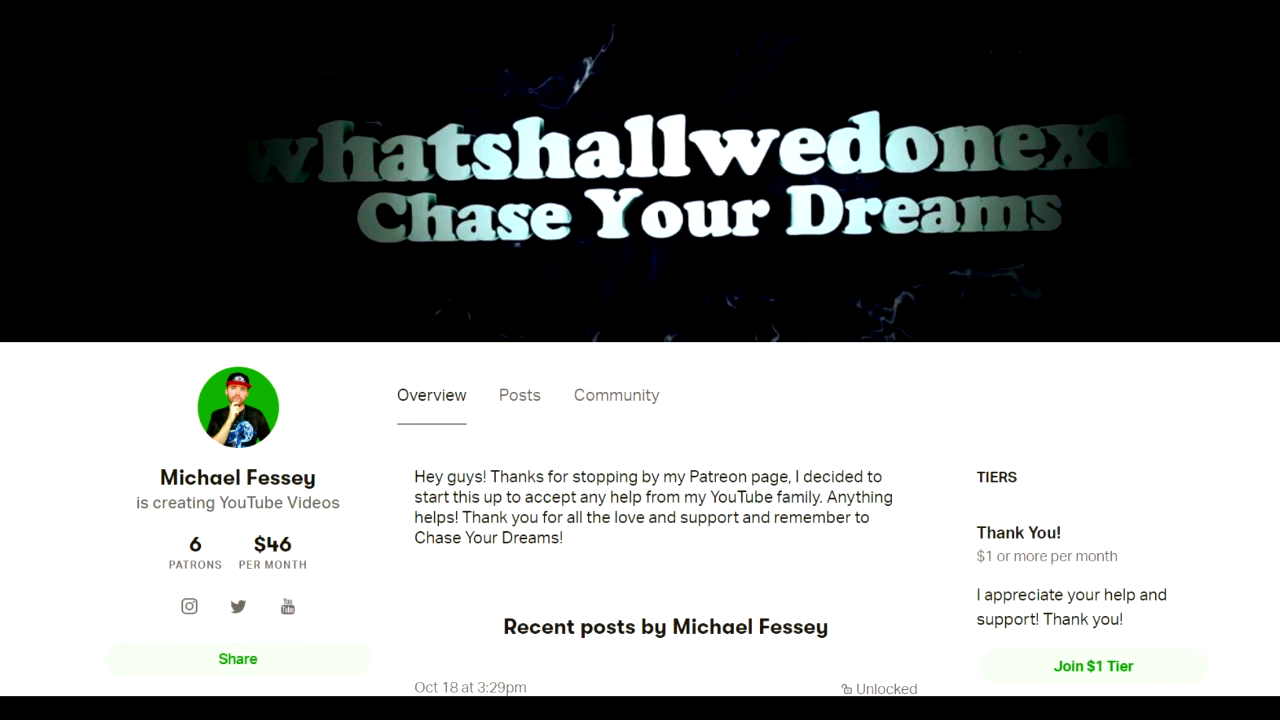 whatshallwedonext
Chase Your Dreams
Overview
Posts
Community
Michael Fessey
is creating YouTube Videos
6
PATRONS
$46
PER MONTH
You
Tube
Share
Hey guys! Thanks for stopping by my Patreon page, I decided to
start this up to accept any help from my YouTube family. Anything
helps! Thank you for all the love and support and remember to
Chase Your Dreams!
Recent posts by Michael Fessey
Oct 18 at 3:29pm
Unlocked
TIERS
Thank You!
$1 or more per month
I appreciate your help and
support! Thank you!
Join $1 Tier